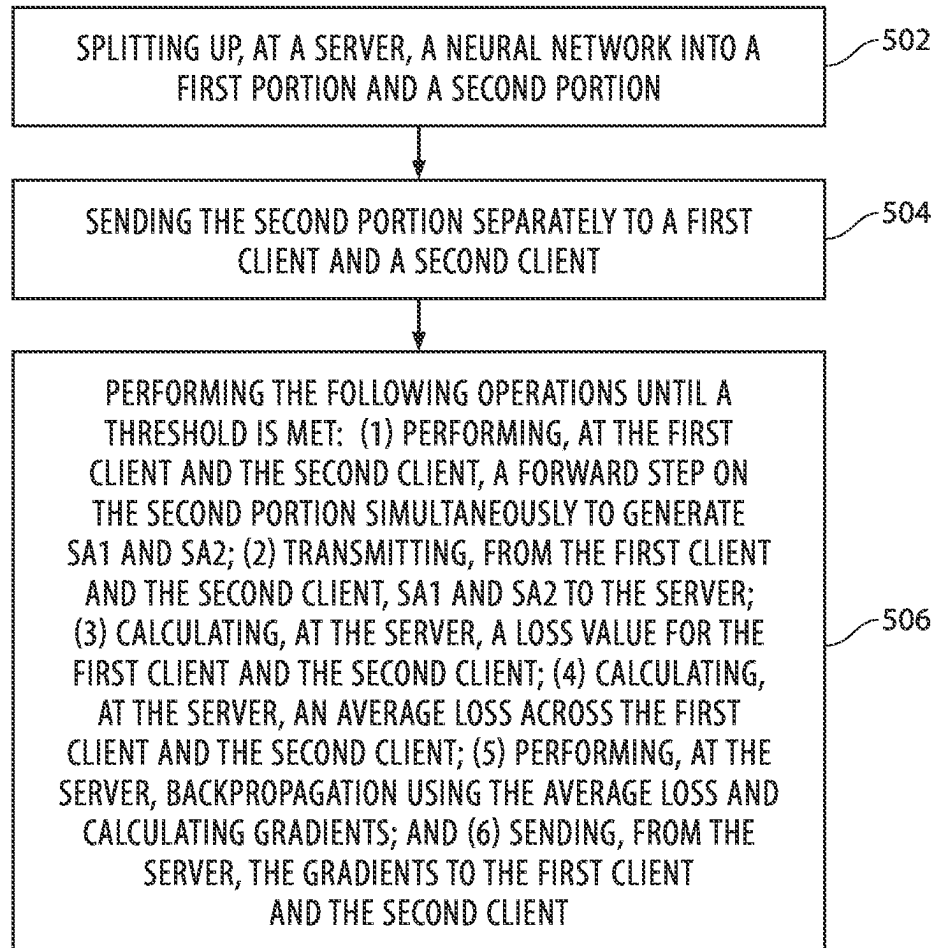 SPLITTING UP, AT A SERVER, A NEURAL NETWORK INTO A
FIRST PORTION AND A SECOND PORTION
502
SENDING THE SECOND PORTION SEPARATELY TO A FIRST
CLIENT AND A SECOND CLIENT
504
PERFORMING THE FOLLOWING OPERATIONS UNTIL A
THRESHOLD IS MET: (1) PERFORMING, AT THE FIRST
CLIENT AND THE SECOND CLIENT, A FORWARD STEP ON
THE SECOND PORTION SIMULTANEOUSLY TO GENERATE
SA1 AND SA2; (2) TRANSMITTING, FROM THE FIRST CLIENT
AND THE SECOND CLIENT, SA1 AND SA2 TO THE SERVER;
(3) CALCULATING, AT THE SERVER, A LOSS VALUE FOR THE
FIRST CLIENT AND THE SECOND CLIENT; (4) CALCULATING,
AT THE SERVER, AN AVERAGE LOSS ACROSS THE FIRST
CLIENT AND THE SECOND CLIENT; (5) PERFORMING, AT THE
SERVER, BACKPROPAGATION USING THE AVERAGE LOSS AND
CALCULATING GRADIENTS; AND (6) SENDING, FROM THE
SERVER, THE GRADIENTS TO THE FIRST CLIENT
AND THE SECOND CLIENT
506